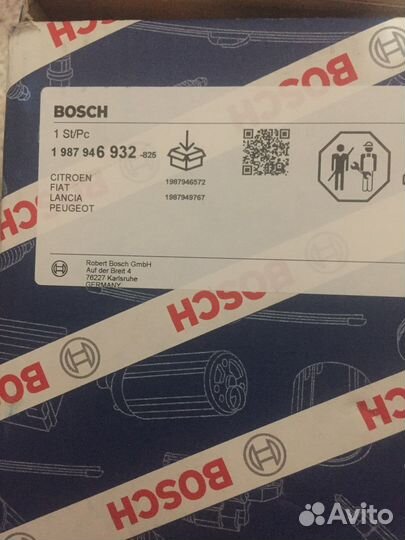 BOSCH
BOSCH
1 St/Pc
1 987 946 932 -825
CITROEN
FIAT
LANCIA
PEUGEOT
1987946572
1987949767
Robert Bosch GmbH
Auf der Breit 4
76227 Karlsruhe
GERMANY
BOSCH
BOSCH
BOSCH
BOSCH
Avito